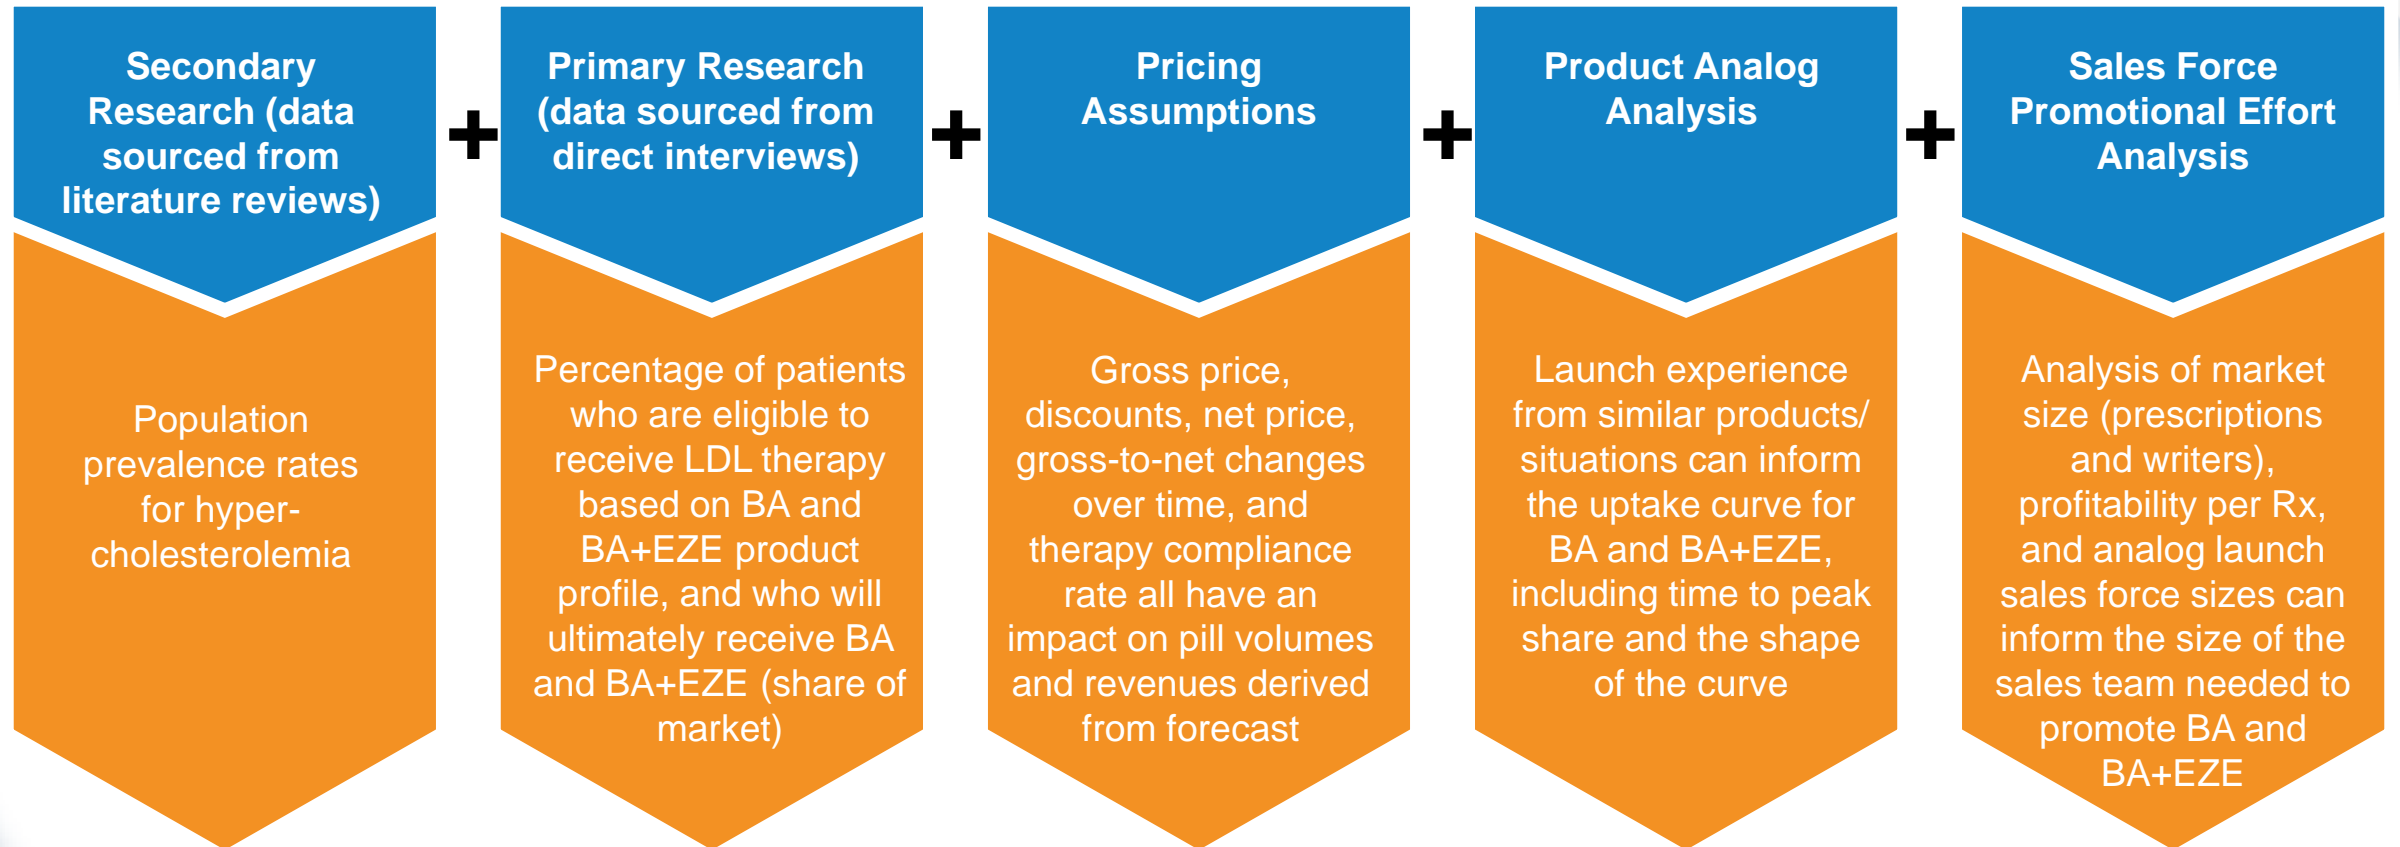 Secondary
Research (data
sourced from
literature reviews)
+
Primary Research
(data sourced from
direct interviews)
+
Pricing
Assumptions
+
Product Analog
Analysis
+
Sales Force
Promotional Effort
Analysis
Population
prevalence rates
for hyper-
cholesterolemia
Percentage of patients
who are eligible to
receive LDL therapy
based on BA and
BA+EZE product
profile, and who will
ultimately receive BA
and BA+EZE (share of
market)
Gross price,
discounts, net price,
gross-to-net changes
over time, and
therapy compliance
rate all have an
impact on pill volumes
and revenues derived
from forecast
Launch experience
from similar products/
situations can inform
the uptake curve for
BA and BA+EZE,
including time to peak
share and the shape
of the curve
Analysis of market
size (prescriptions
and writers),
profitability per Rx,
and analog launch
sales force sizes can
inform the size of the
sales team needed to
promote BA and
BA+EZE